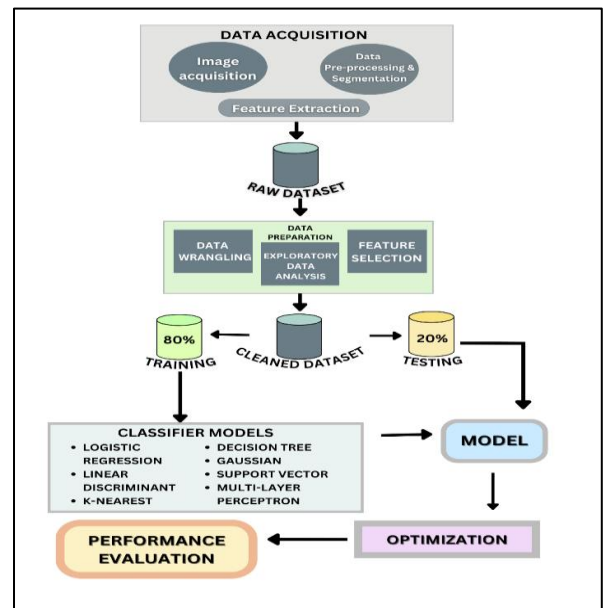 DATA ACQUISITION
Image
acquisition
Data
Pre-processing &
Segmentation
Feature Extraction
RAW DATASET
DATA
PREPARATION
DATA
WRANGLING
EXPLORATORY
DATA
ANALYSIS
FEATURE
SELECTION
80%
TRAINING
CLEANED DATASET
20%
TESTING
CLASSIFIER MODELS
• LOGISTIC
REGRESSION
• LINEAR
DISCRIMINANT
• K-NEAREST
• DECISION TREE
• GAUSSIAN
• SUPPORT VECTOR
• MULTI-LAYER
PERCEPTRON
MODEL
OPTIMIZATION
PERFORMANCE
EVALUATION